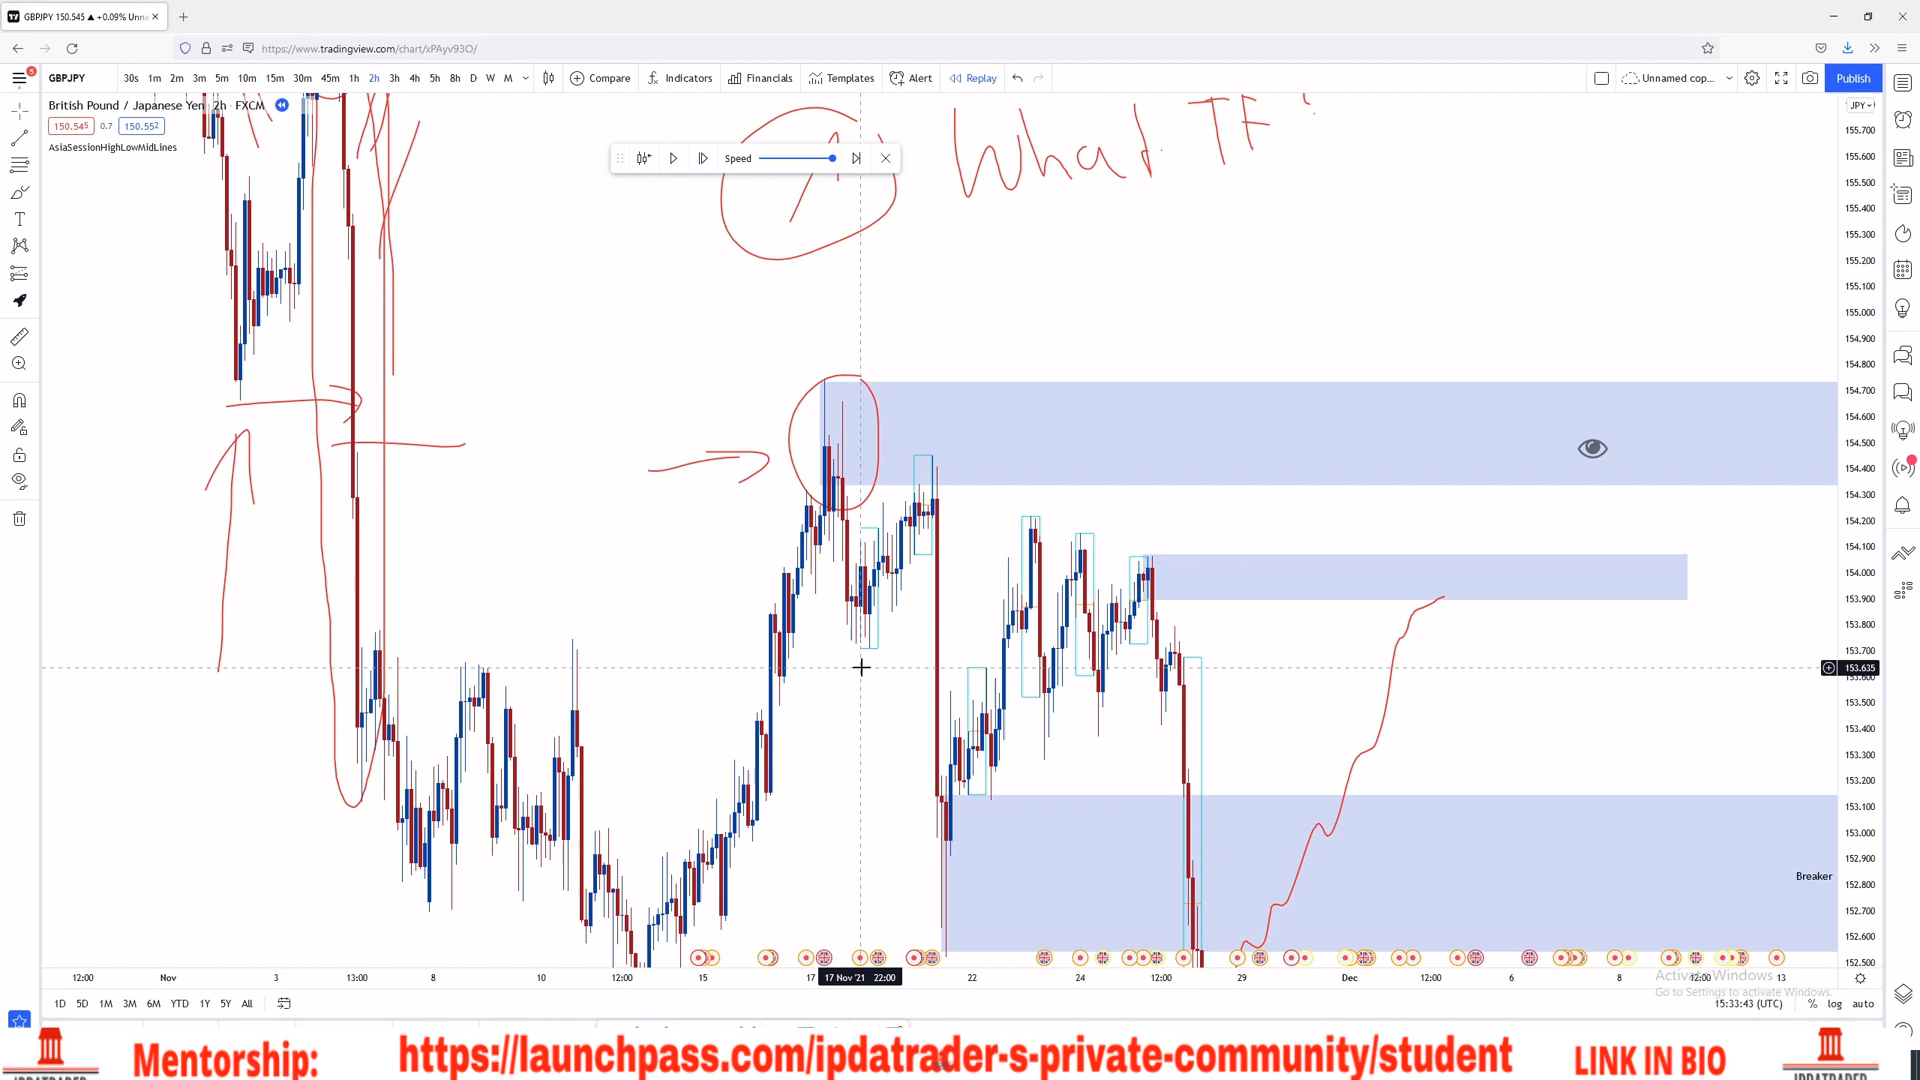 GBPJPY 150.545 ▲ +0.09% Unna
https://www.tradingview.com/chart/xPAyv93O/
5
GBPJPY 30s 1m 2m 3m 5m 10m 15m 30m 45m 1h 2h 3h 4h 5h 8h D W M Compare Indicators Financials Templates Alert Replay Unnamed cop... Publish
British Pound / Japanese Yen · 2h · FXCM
150.545 0.7 150.552
AsiaSessionHighLowMidLines
What TF
Speed
JPY
155.700
155.600
155.500
155.400
155.300
155.200
155.100
155.000
154.900
154.800
154.700
154.600
154.500
154.400
154.300
154.200
154.100
154.000
153.900
153.800
153.700
153.635
153.600
153.500
153.400
153.300
153.200
153.100
153.000
152.900
Breaker
152.800
152.700
152.600
152.500
12:00 Nov 3 13:00 8 10 12:00 15 17 17 Nov '21 22:00 22 24 12:00 29 Dec 12:00 6 8 12:00 13
Activate Windows
Go to Settings to activate Windows.
1D 5D 1M 3M 6M YTD 1Y 5Y All 15:33:43 (UTC) % log auto
Mentorship: https://launchpass.com/ipdatrader-s-private-community/student LINK IN BIO
IPDATRADER IPDATRADER